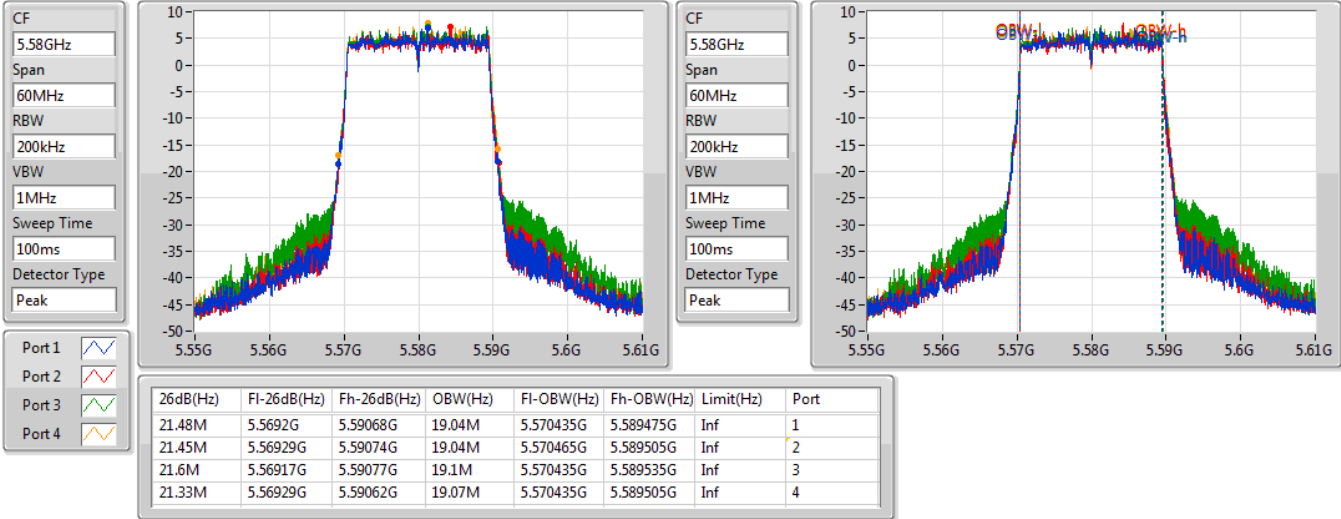 CF
5.58GHz
Span
60MHz
RBW
200kHz
VBW
1MHz
Sweep Time
100ms
Detector Type
Peak
10
5
0
-5
-10
-15
-20
-25
-30
-35
-40
-45
-50
5.55G 5.56G 5.57G 5.58G 5.59G 5.6G 5.61G
CF
5.58GHz
Span
60MHz
RBW
200kHz
VBW
1MHz
Sweep Time
100ms
Detector Type
Peak
10
5
0
-5
-10
-15
-20
-25
-30
-35
-40
-45
-50
OBW-l OBW-h
5.55G 5.56G 5.57G 5.58G 5.59G 5.6G 5.61G
Port 1
Port 2
Port 3
Port 4
26dB(Hz) Fl-26dB(Hz) Fh-26dB(Hz) OBW(Hz) Fl-OBW(Hz) Fh-OBW(Hz) Limit(Hz) Port
21.48M 5.5692G 5.59068G 19.04M 5.570435G 5.589475G Inf 1
21.45M 5.56929G 5.59074G 19.04M 5.570465G 5.589505G Inf 2
21.6M 5.56917G 5.59077G 19.1M 5.570435G 5.589535G Inf 3
21.33M 5.56929G 5.59062G 19.07M 5.570435G 5.589505G Inf 4